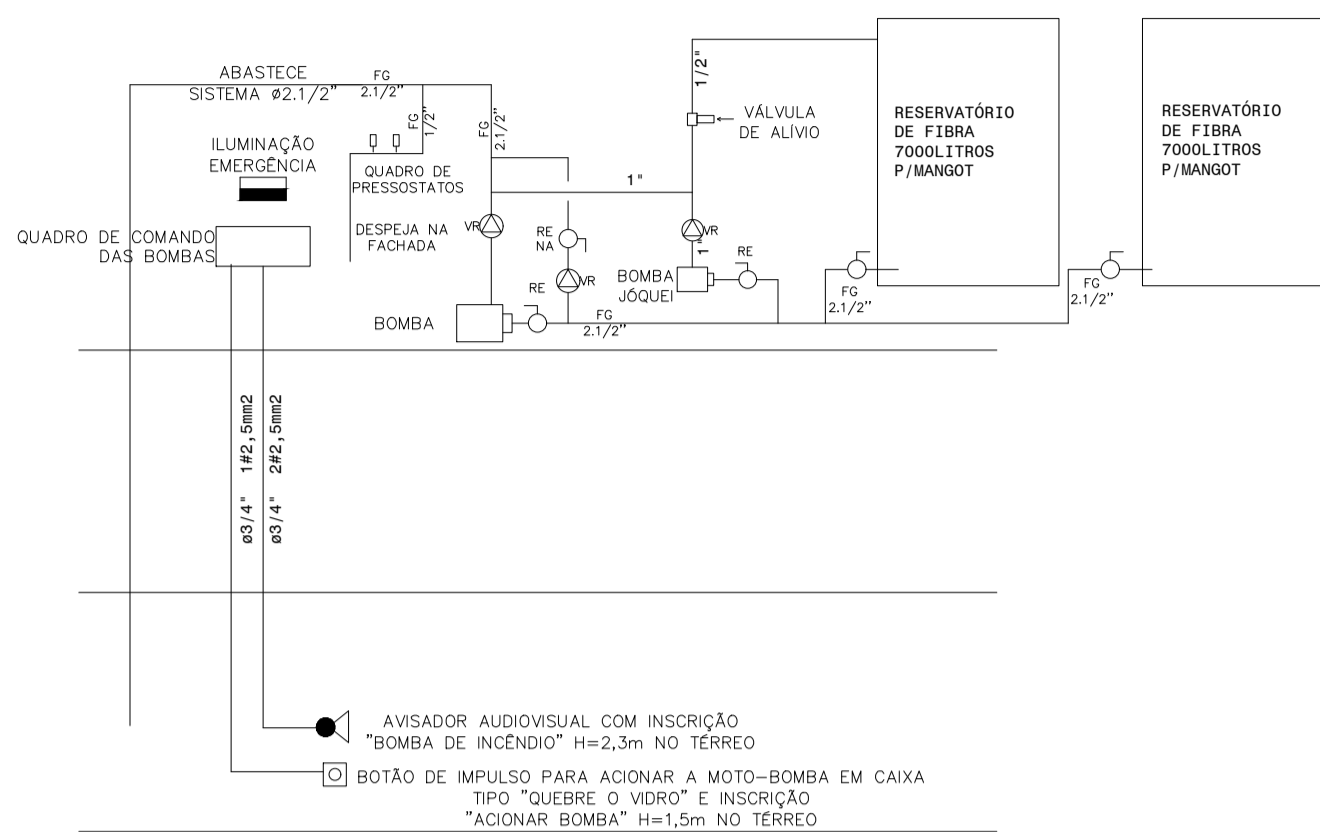 ABASTECE
SISTEMA ø2.1/2"
FG
2.1/2"
FG
1/2"
FG
2.1/2"
ILUMINAÇÃO
EMERGÊNCIA
QUADRO DE
PRESSOSTATOS
DESPEJA NA
FACHADA
QUADRO DE COMANDO
DAS BOMBAS
VR
RE
NA
RE
VR
BOMBA
FG
2.1/2"
1"
1/2"
VÁLVULA
DE ALÍVIO
VR
1"
BOMBA
JÓQUEI
RE
RESERVATÓRIO
DE FIBRA
7000LITROS
P/MANGOT
FG
2.1/2"
RESERVATÓRIO
DE FIBRA
7000LITROS
P/MANGOT
FG
2.1/2"
ø3/4" 1#2,5mm2
ø3/4" 2#2,5mm2
AVISADOR AUDIOVISUAL COM INSCRIÇÃO
"BOMBA DE INCÊNDIO" H=2,3m NO TÉRREO
BOTÃO DE IMPULSO PARA ACIONAR A MOTO-BOMBA EM CAIXA
TIPO "QUEBRE O VIDRO" E INSCRIÇÃO
"ACIONAR BOMBA" H=1,5m NO TÉRREO